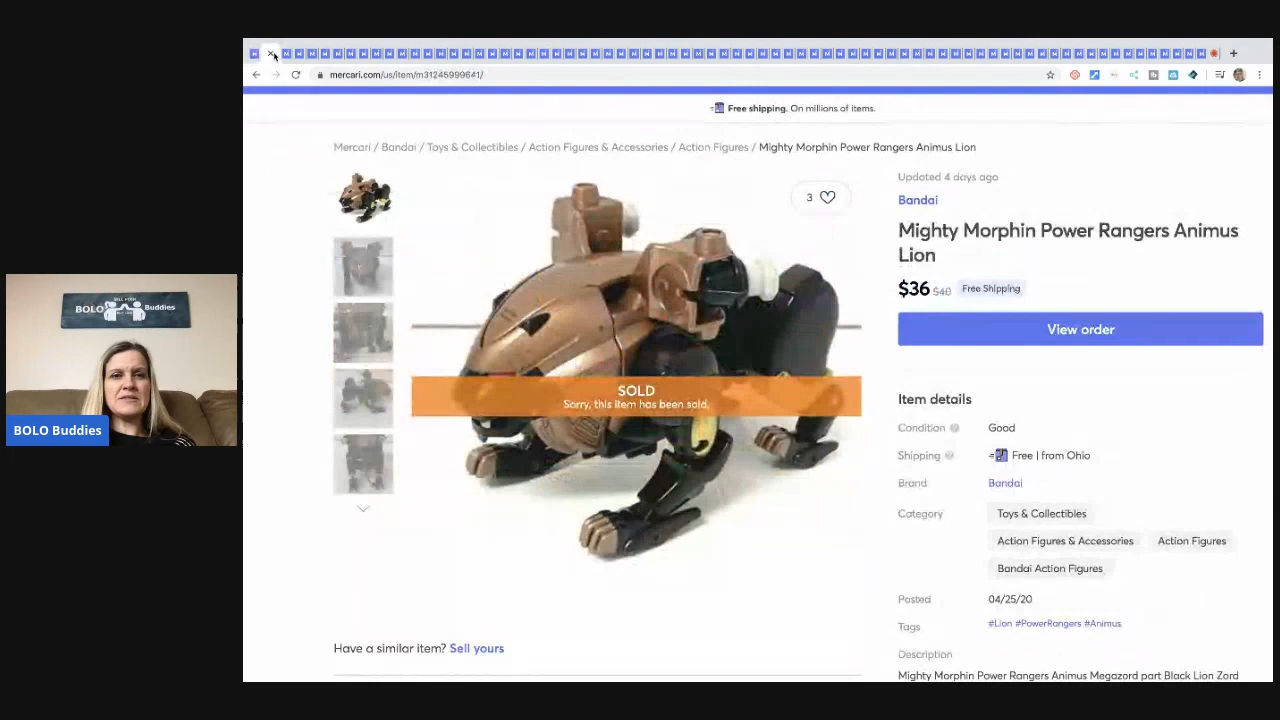 mercari.com/us/item/m31245999641/
Free shipping. On millions of items.
Mercari / Bandai / Toys & Collectibles / Action Figures & Accessories / Action Figures / Mighty Morphin Power Rangers Animus Lion
Updated 4 days ago
3
Bandai
Mighty Morphin Power Rangers Animus
Lion
$36 $40 Free Shipping
View order
SOLD
Sorry, this item has been sold.
Item details
Condition Good
Shipping Free | from Ohio
Brand Bandai
Category Toys & Collectibles
Action Figures & Accessories Action Figures
Bandai Action Figures
Posted 04/25/20
Tags #Lion #PowerRangers #Animus
Description
Mighty Morphin Power Rangers Animus Megazord part Black Lion Zord
Have a similar item? Sell yours
BOLO Buddies
BOLO Buddies